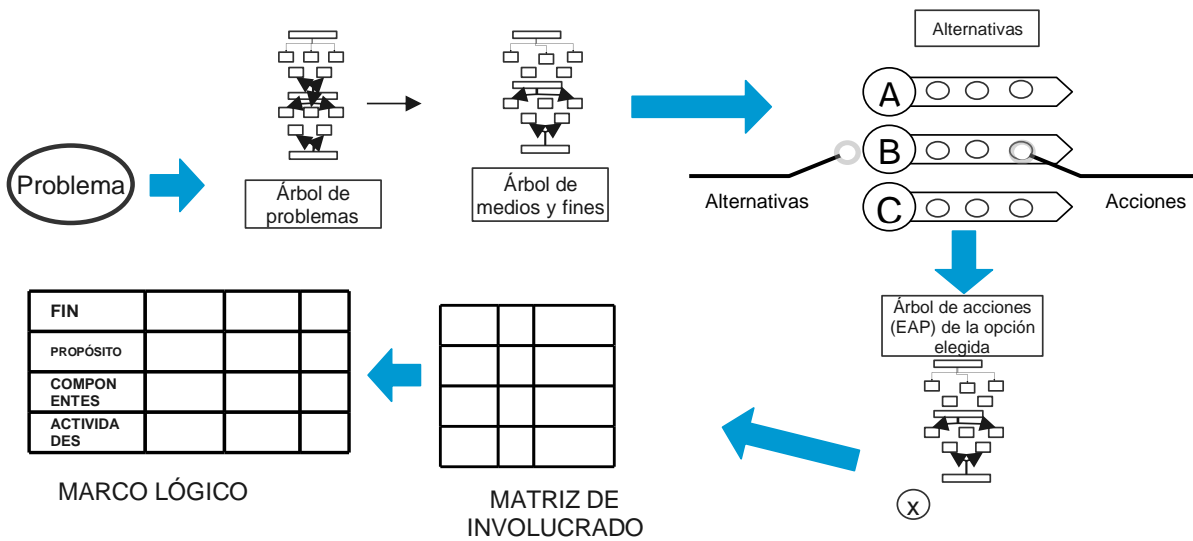 Problema
Árbol de
problemas
Árbol de
medios y fines
Alternativas
A
B
C
Alternativas
Acciones
Árbol de acciones
(EAP) de la opción
elegida
x
MATRIZ DE
INVOLUCRADO
FIN
PROPÓSITO
COMPON
ENTES
ACTIVIDA
DES
MARCO LÓGICO